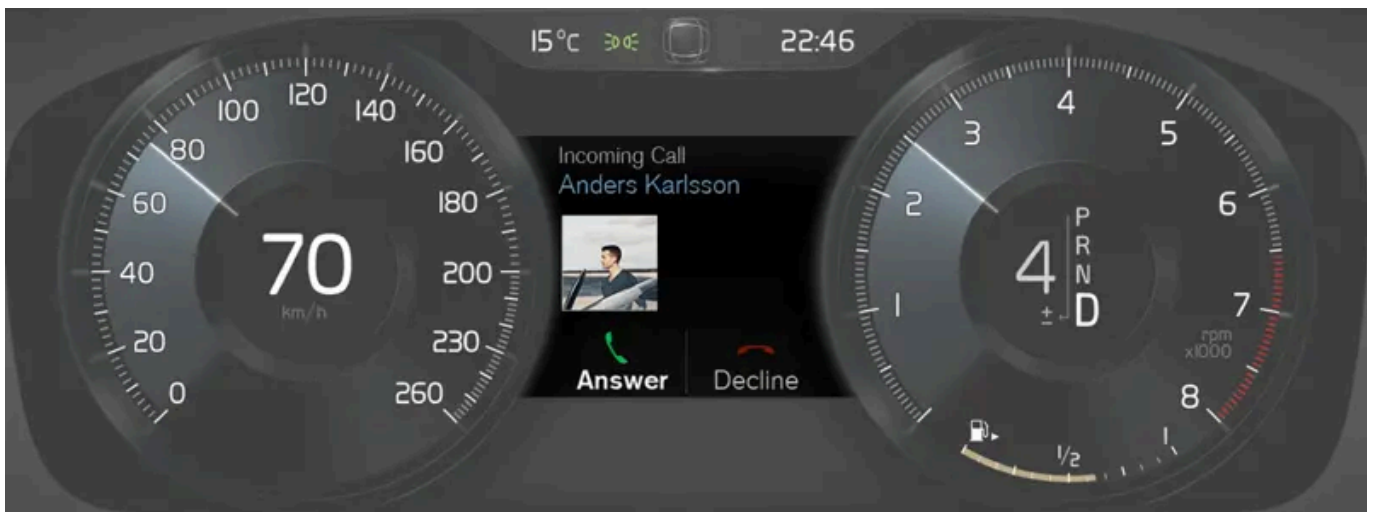 15°C 22:46
0
20
40
60
80
100
120
140
160
180
200
230
260
70
km/h
Incoming Call
Anders Karlsson
Answer Decline
1
2
3
4
5
6
7
8
rpm
x1000
4
±
P
R
N
D
1/2
1